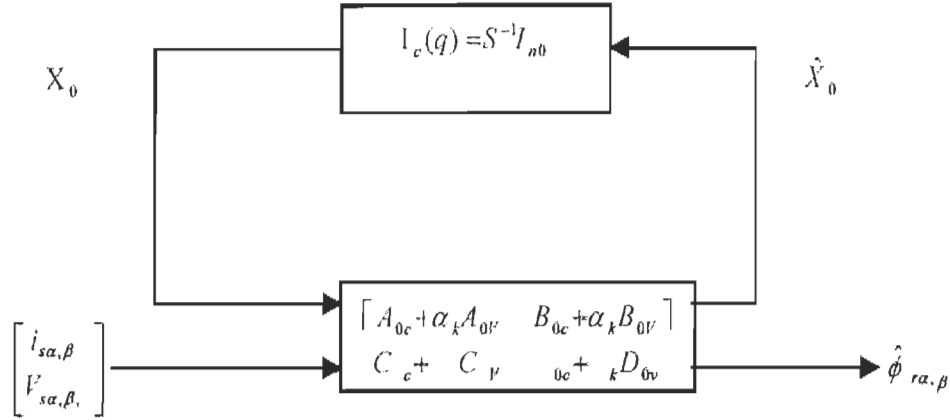 I_c(q) = S^{-1} I_{n0}
X_0
\hat{X}_0
⌈ A_{0c} + α_k A_{0V} B_{0c} + α_k B_{0V} ⌉
C_c + C_V _{0c} + _k D_{0v}
i_{sα,β}
V_{sα,β,}
\hat{ϕ}_{rα,β}